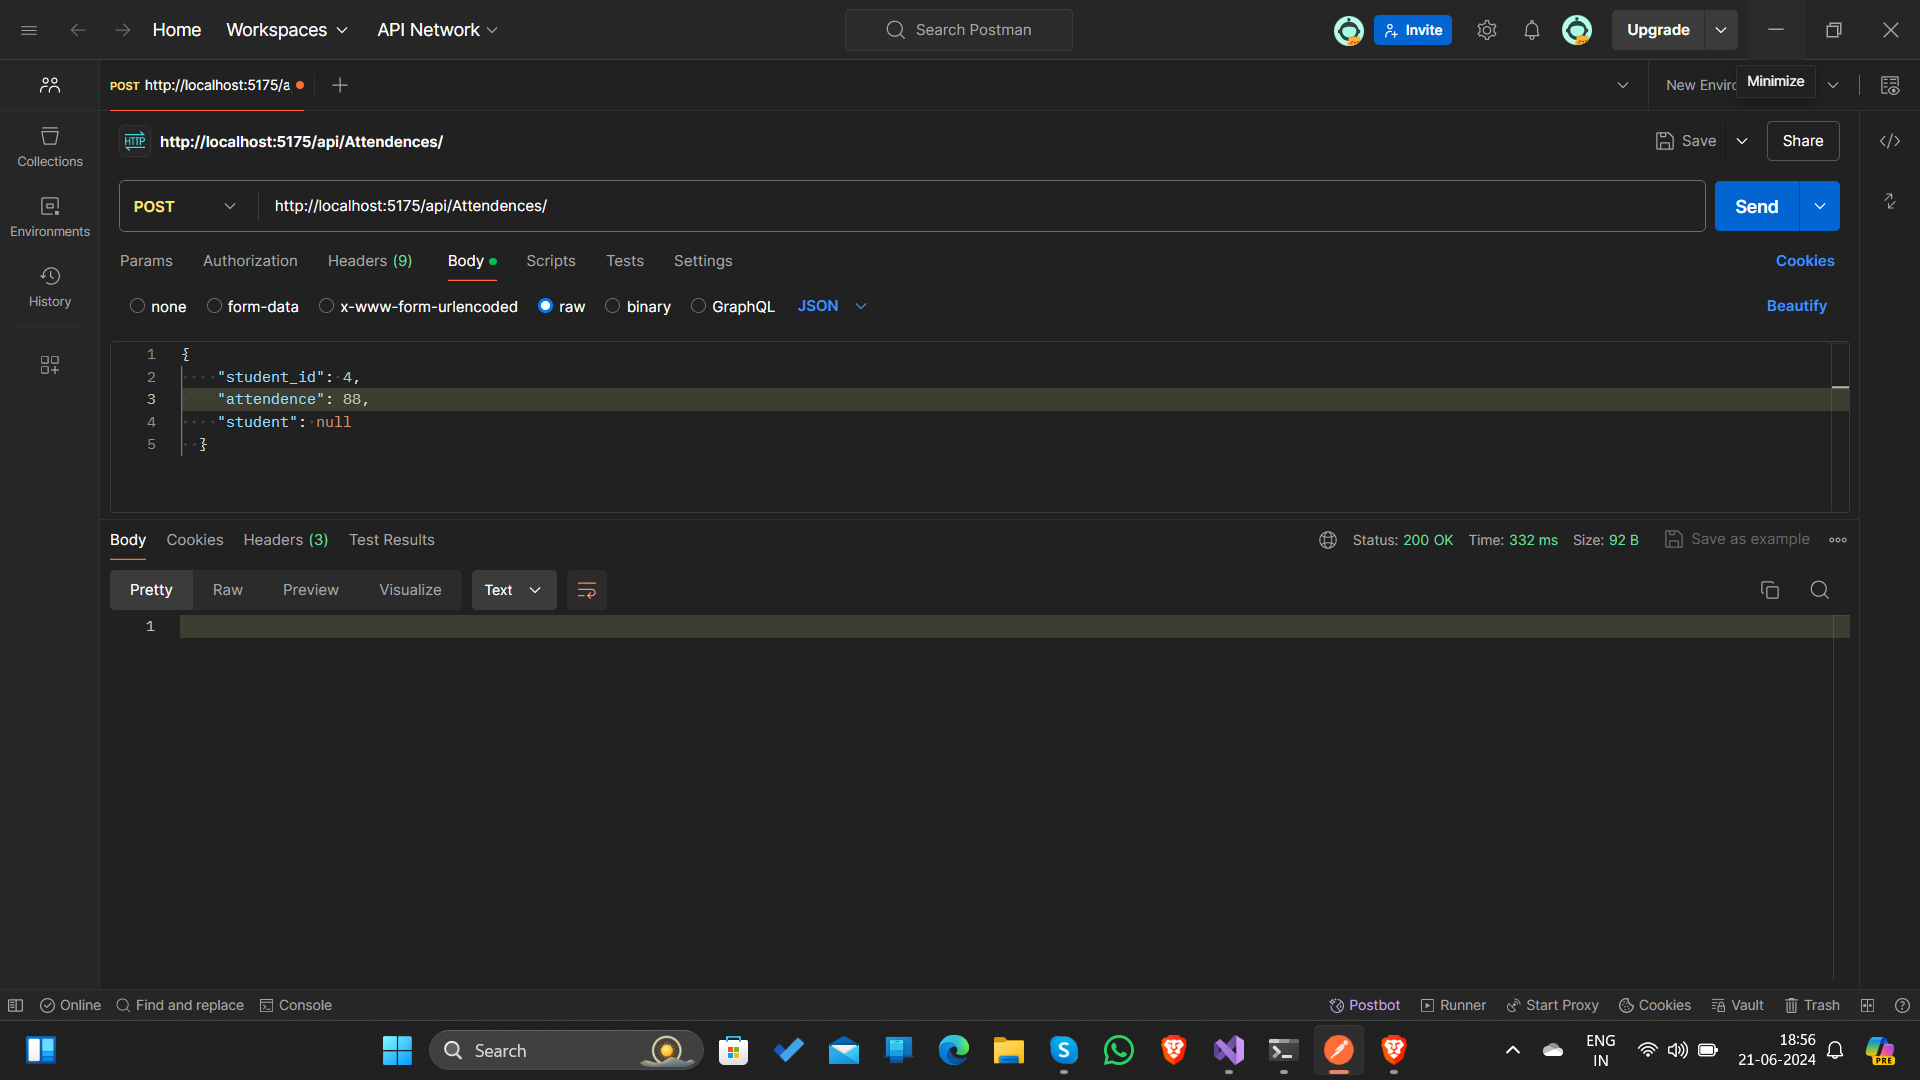 Home Workspaces API Network Search Postman Invite Upgrade
POST http://localhost:5175/a New Enviro Minimize
HTTP http://localhost:5175/api/Attendences/ Save Share
Collections
POST http://localhost:5175/api/Attendences/ Send
Environments
Params Authorization Headers (9) Body Scripts Tests Settings Cookies
History
none form-data x-www-form-urlencoded raw binary GraphQL JSON Beautify
1 {
2 "student_id": 4,
3 "attendence": 88,
4 "student": null
5 }
Body Cookies Headers (3) Test Results Status: 200 OK Time: 332 ms Size: 92 B Save as example
Pretty Raw Preview Visualize Text
1
Online Find and replace Console Postbot Runner Start Proxy Cookies Vault Trash
Search S ENG 18:56
IN 21-06-2024 PRE